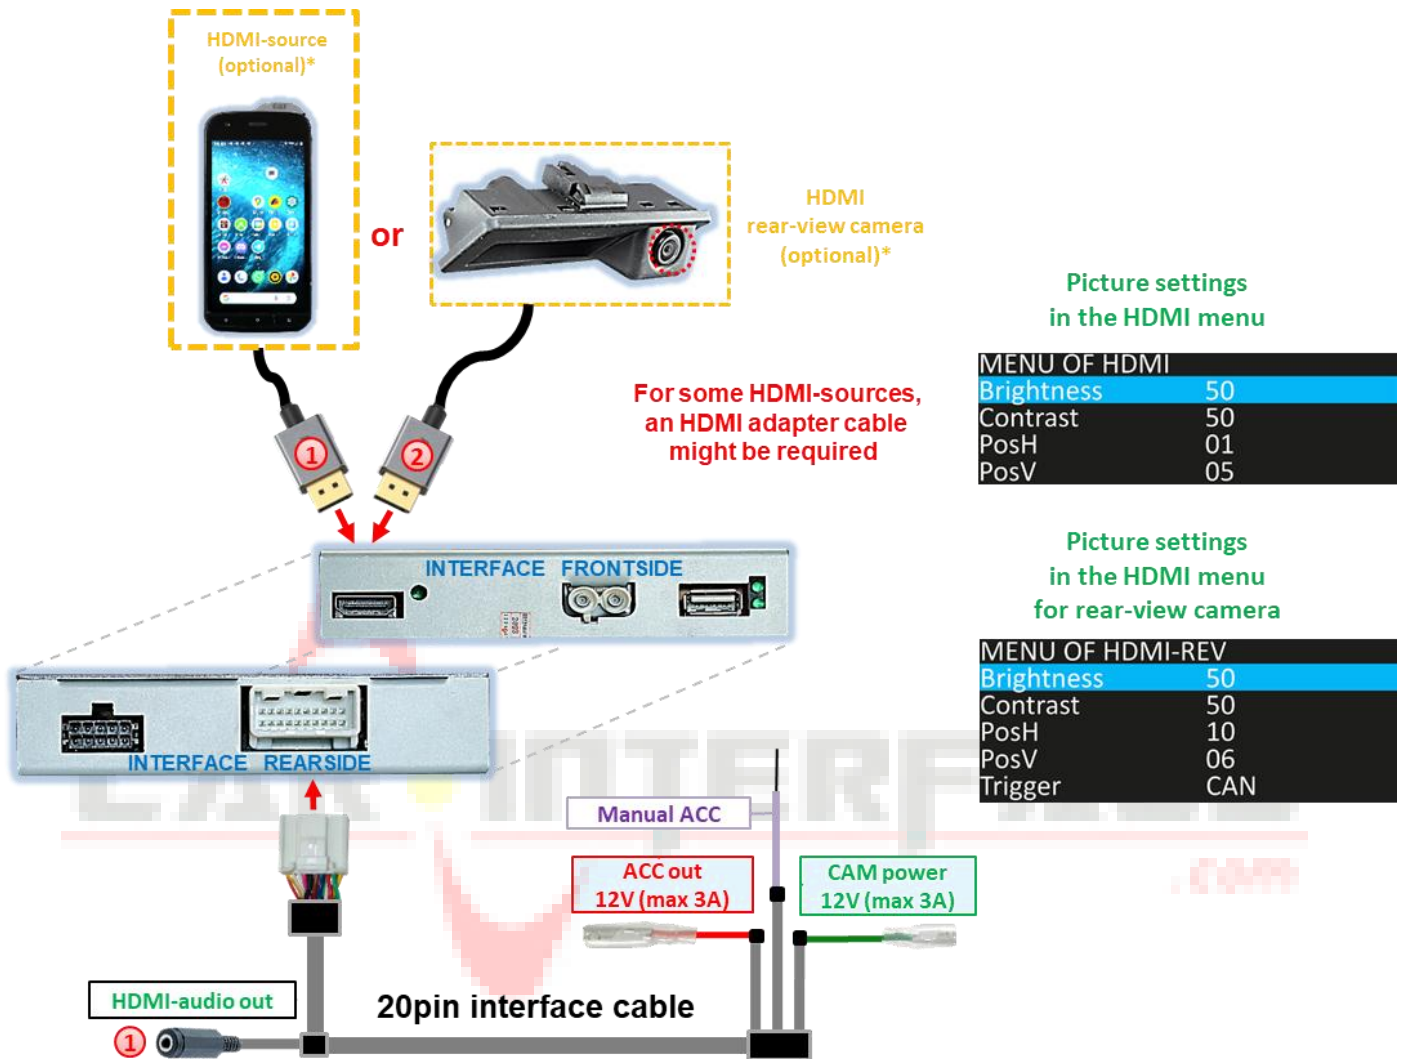 HDMI-source
(optional)*
or
HDMI
rear-view camera
(optional)*
Picture settings
in the HDMI menu
MENU OF HDMI
Brightness 50
Contrast 50
PosH 01
PosV 05
For some HDMI-sources,
an HDMI adapter cable
might be required
1
2
Picture settings
in the HDMI menu
for rear-view camera
MENU OF HDMI-REV
Brightness 50
Contrast 50
PosH 10
PosV 06
Trigger CAN
INTERFACE FRONTSIDE
INTERFACE REARSIDE
CAR-INTERFACE
.com
Manual ACC
ACC out
12V (max 3A)
CAM power
12V (max 3A)
HDMI-audio out
1
20pin interface cable